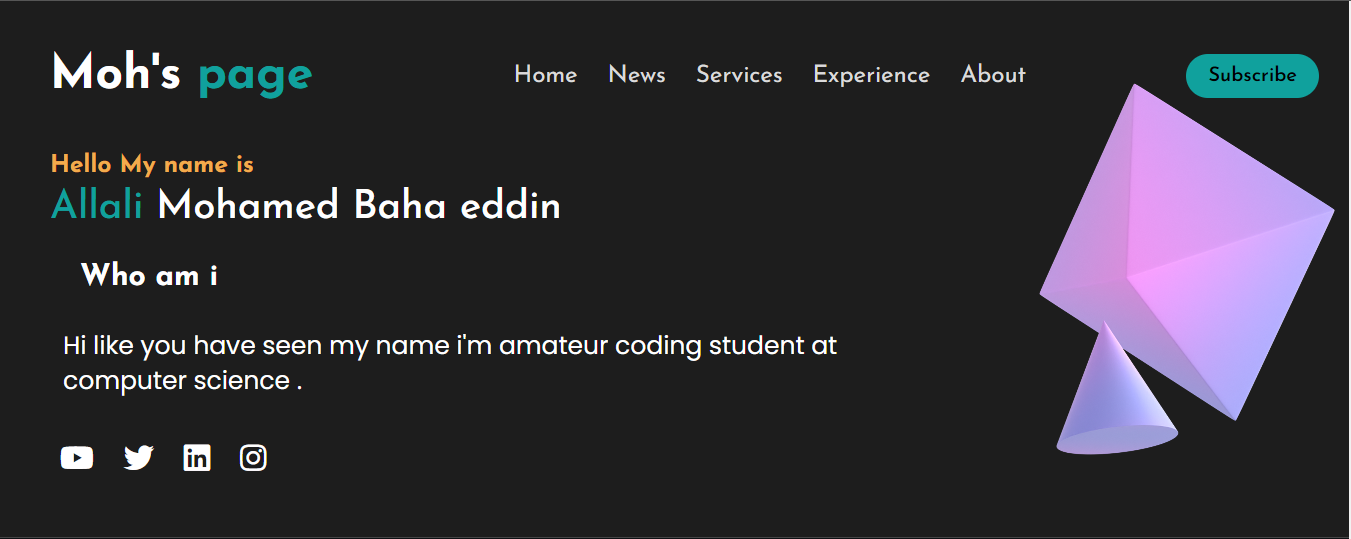 Moh's page
Home News Services Experience About
Subscribe
Hello My name is
Allali Mohamed Baha eddin
Who am i
Hi like you have seen my name i'm amateur coding student at
computer science .